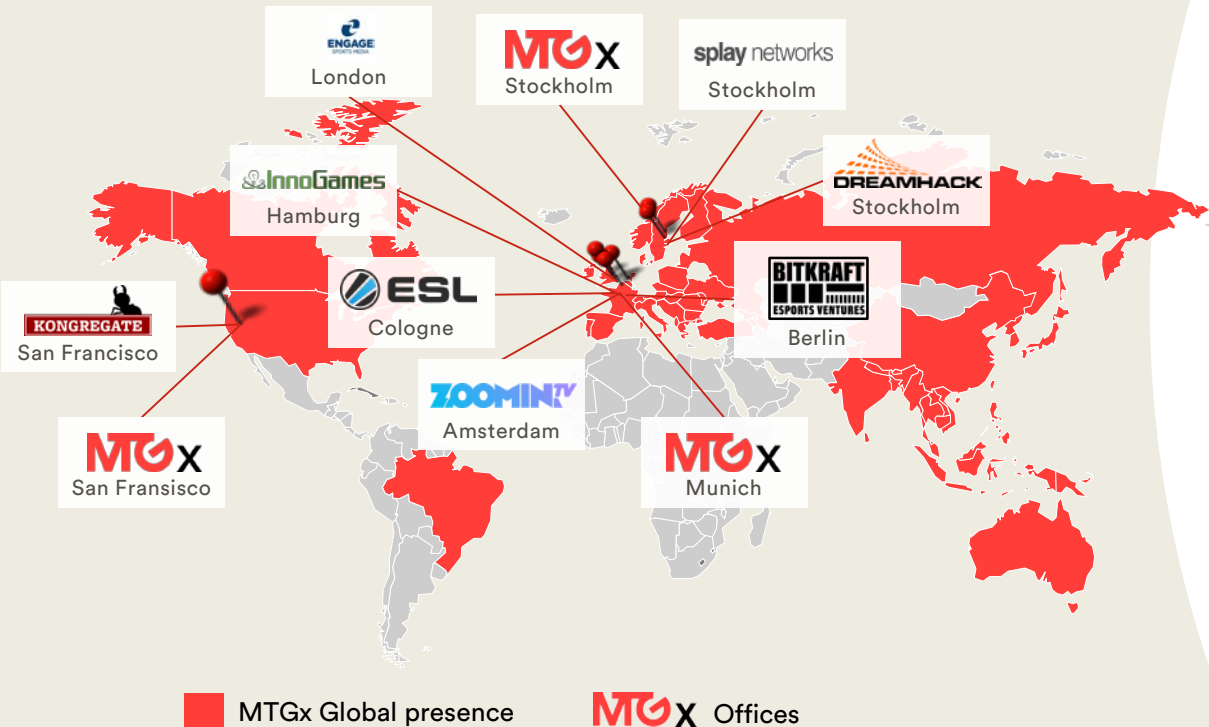 ENGAGE
SPORTS MEDIA
London
MTGx
Stockholm
splay networks
Stockholm
InnoGames
Hamburg
DREAMHACK
Stockholm
ESL
Cologne
BITKRAFT
ESPORTS VENTURES
Berlin
KONGREGATE
San Francisco
ZOOMIN.TV
Amsterdam
MTGx
San Fransisco
MTGx
Munich
MTGx Global presence
MTGx Offices